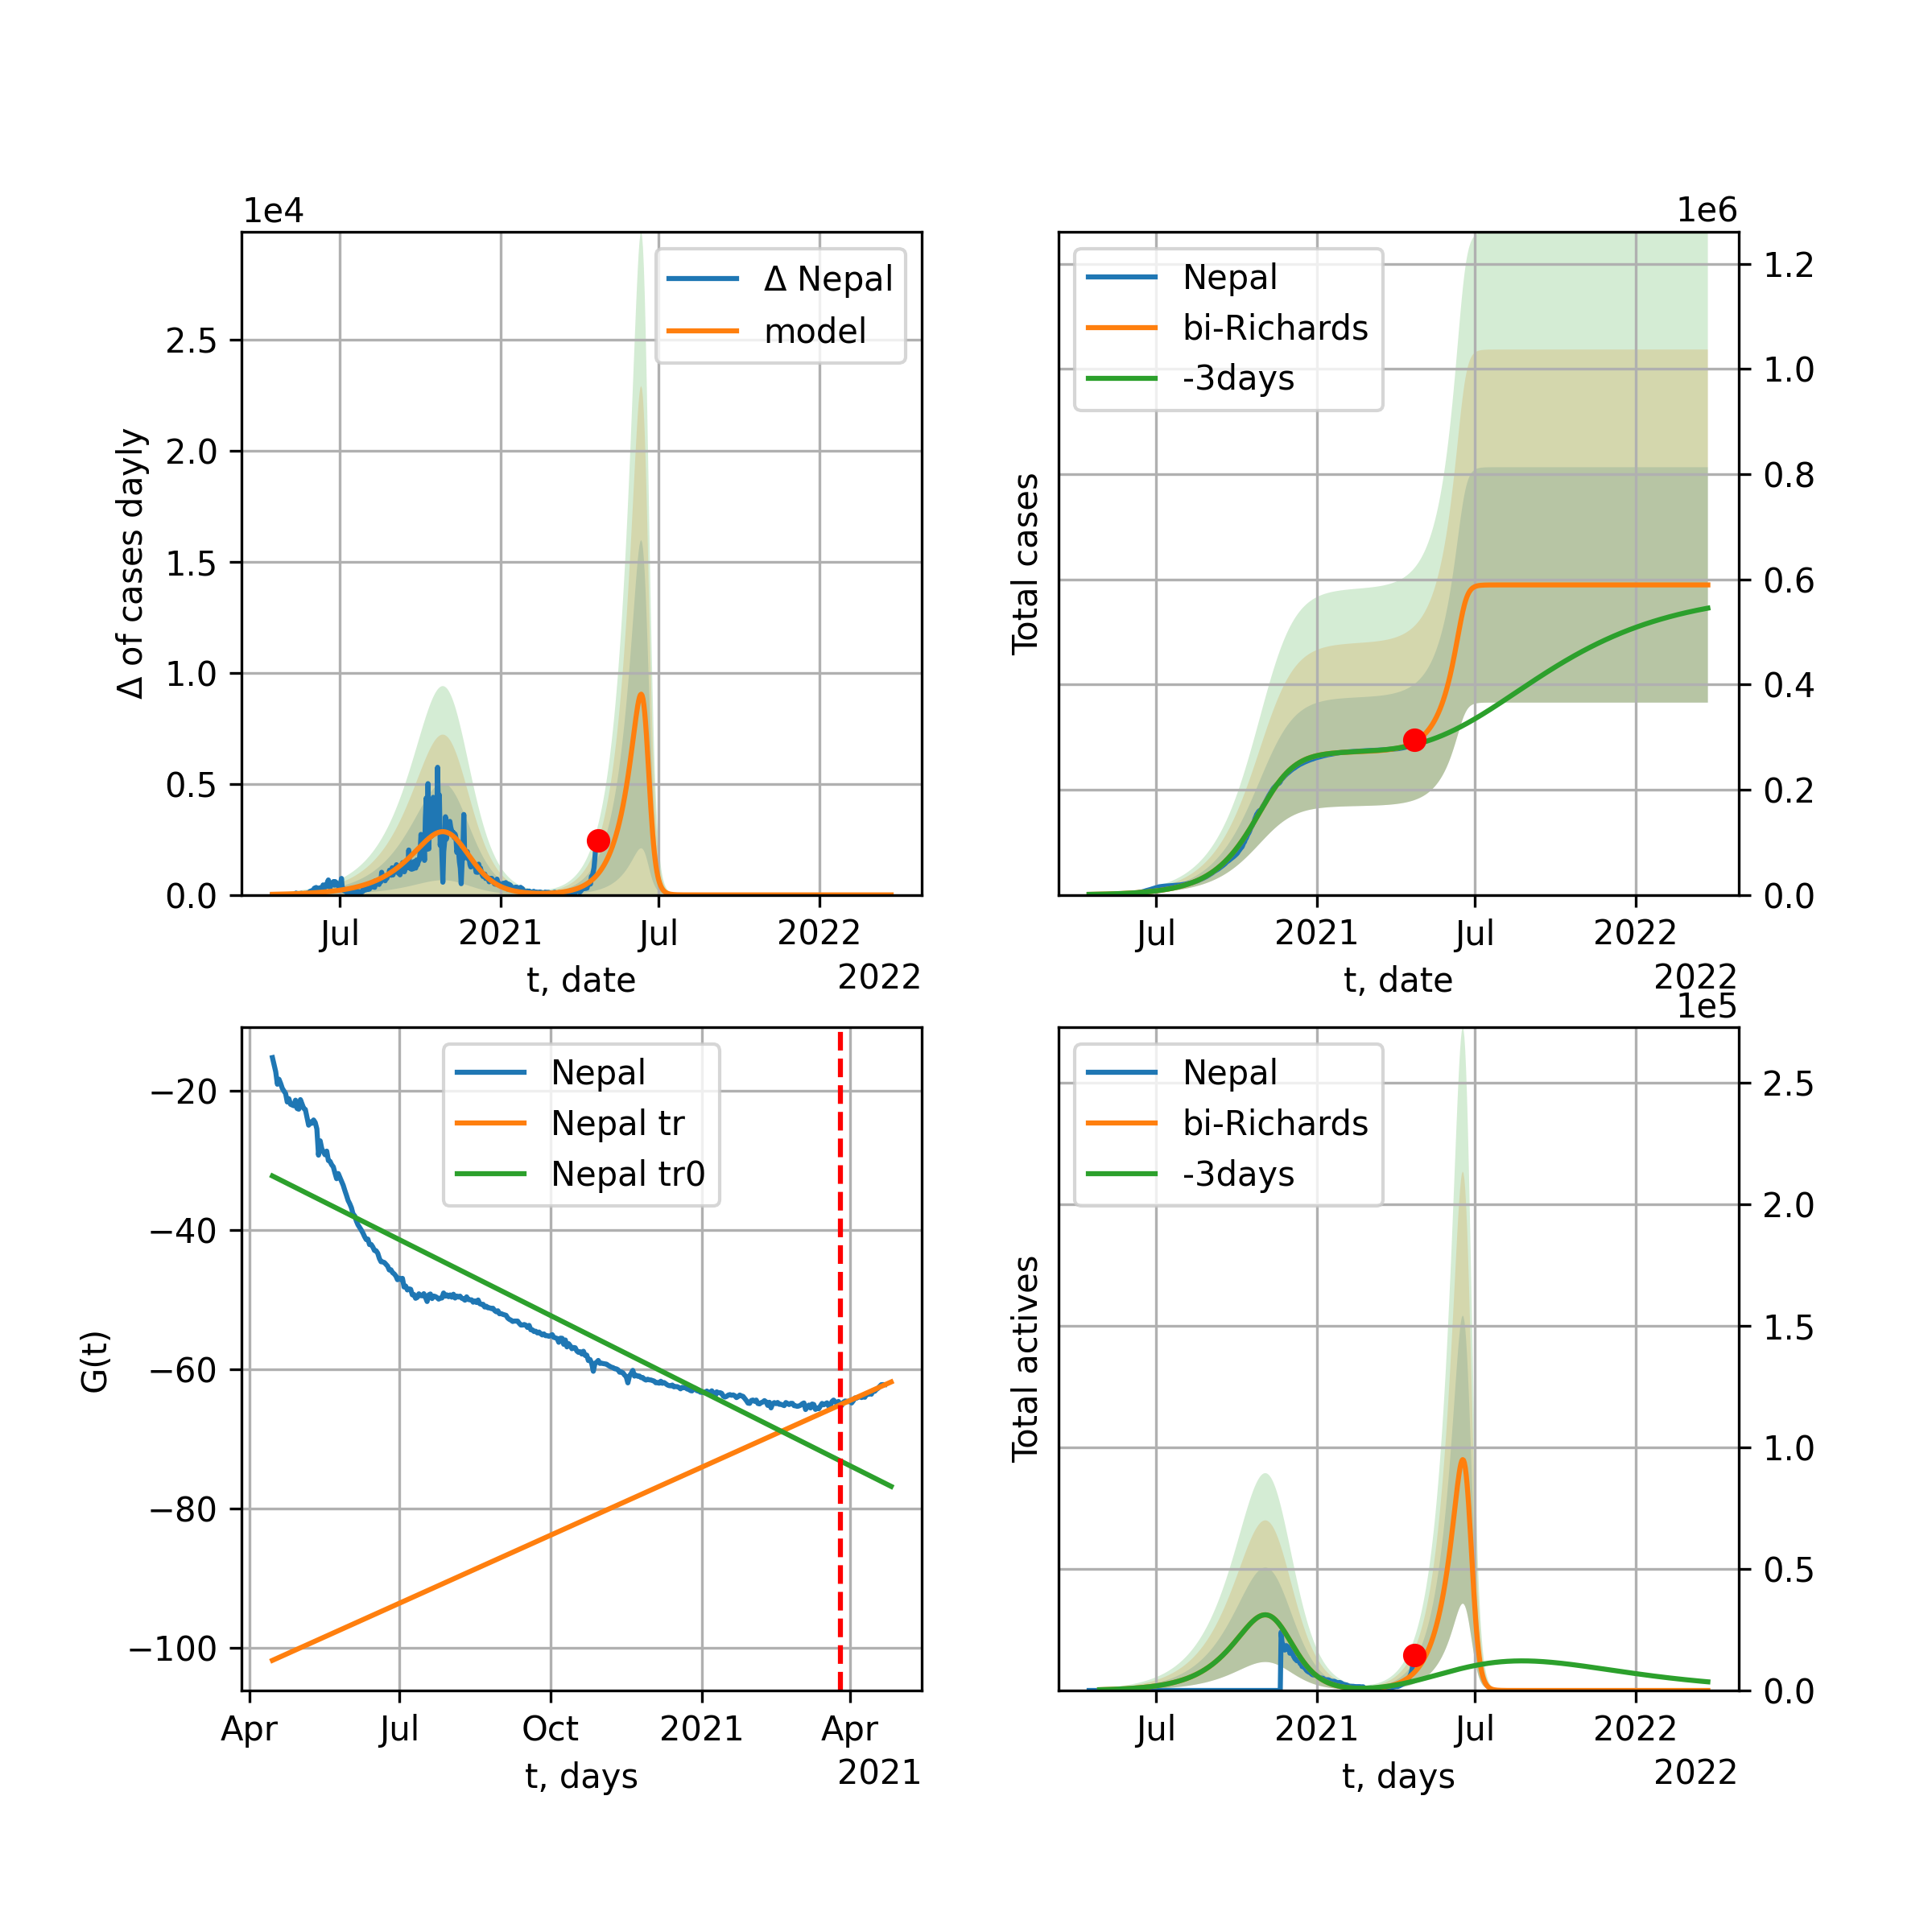 1e4
Δ of cases dayly
2.5
2.0
1.5
1.0
0.5
0.0
Δ Nepal
model
Jul
2021
Jul
2022
t, date
2022
1e6
Total cases
Nepal
bi-Richards
-3days
1.2
1.0
0.8
0.6
0.4
0.2
0.0
Jul
2021
Jul
2022
t, date
2022
G(t)
−20
−40
−60
−80
−100
Nepal
Nepal tr
Nepal tr0
Apr
Jul
Oct
2021
Apr
t, days
2021
1e5
Total actives
Nepal
bi-Richards
-3days
2.5
2.0
1.5
1.0
0.5
0.0
Jul
2021
Jul
2022
t, days
2022